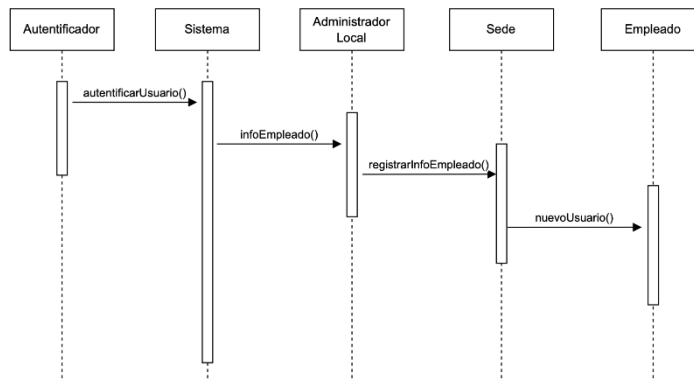 Autentificador
Sistema
Administrador
Local
Sede
Empleado
autentificarUsuario()
infoEmpleado()
registrarInfoEmpleado()
nuevoUsuario()